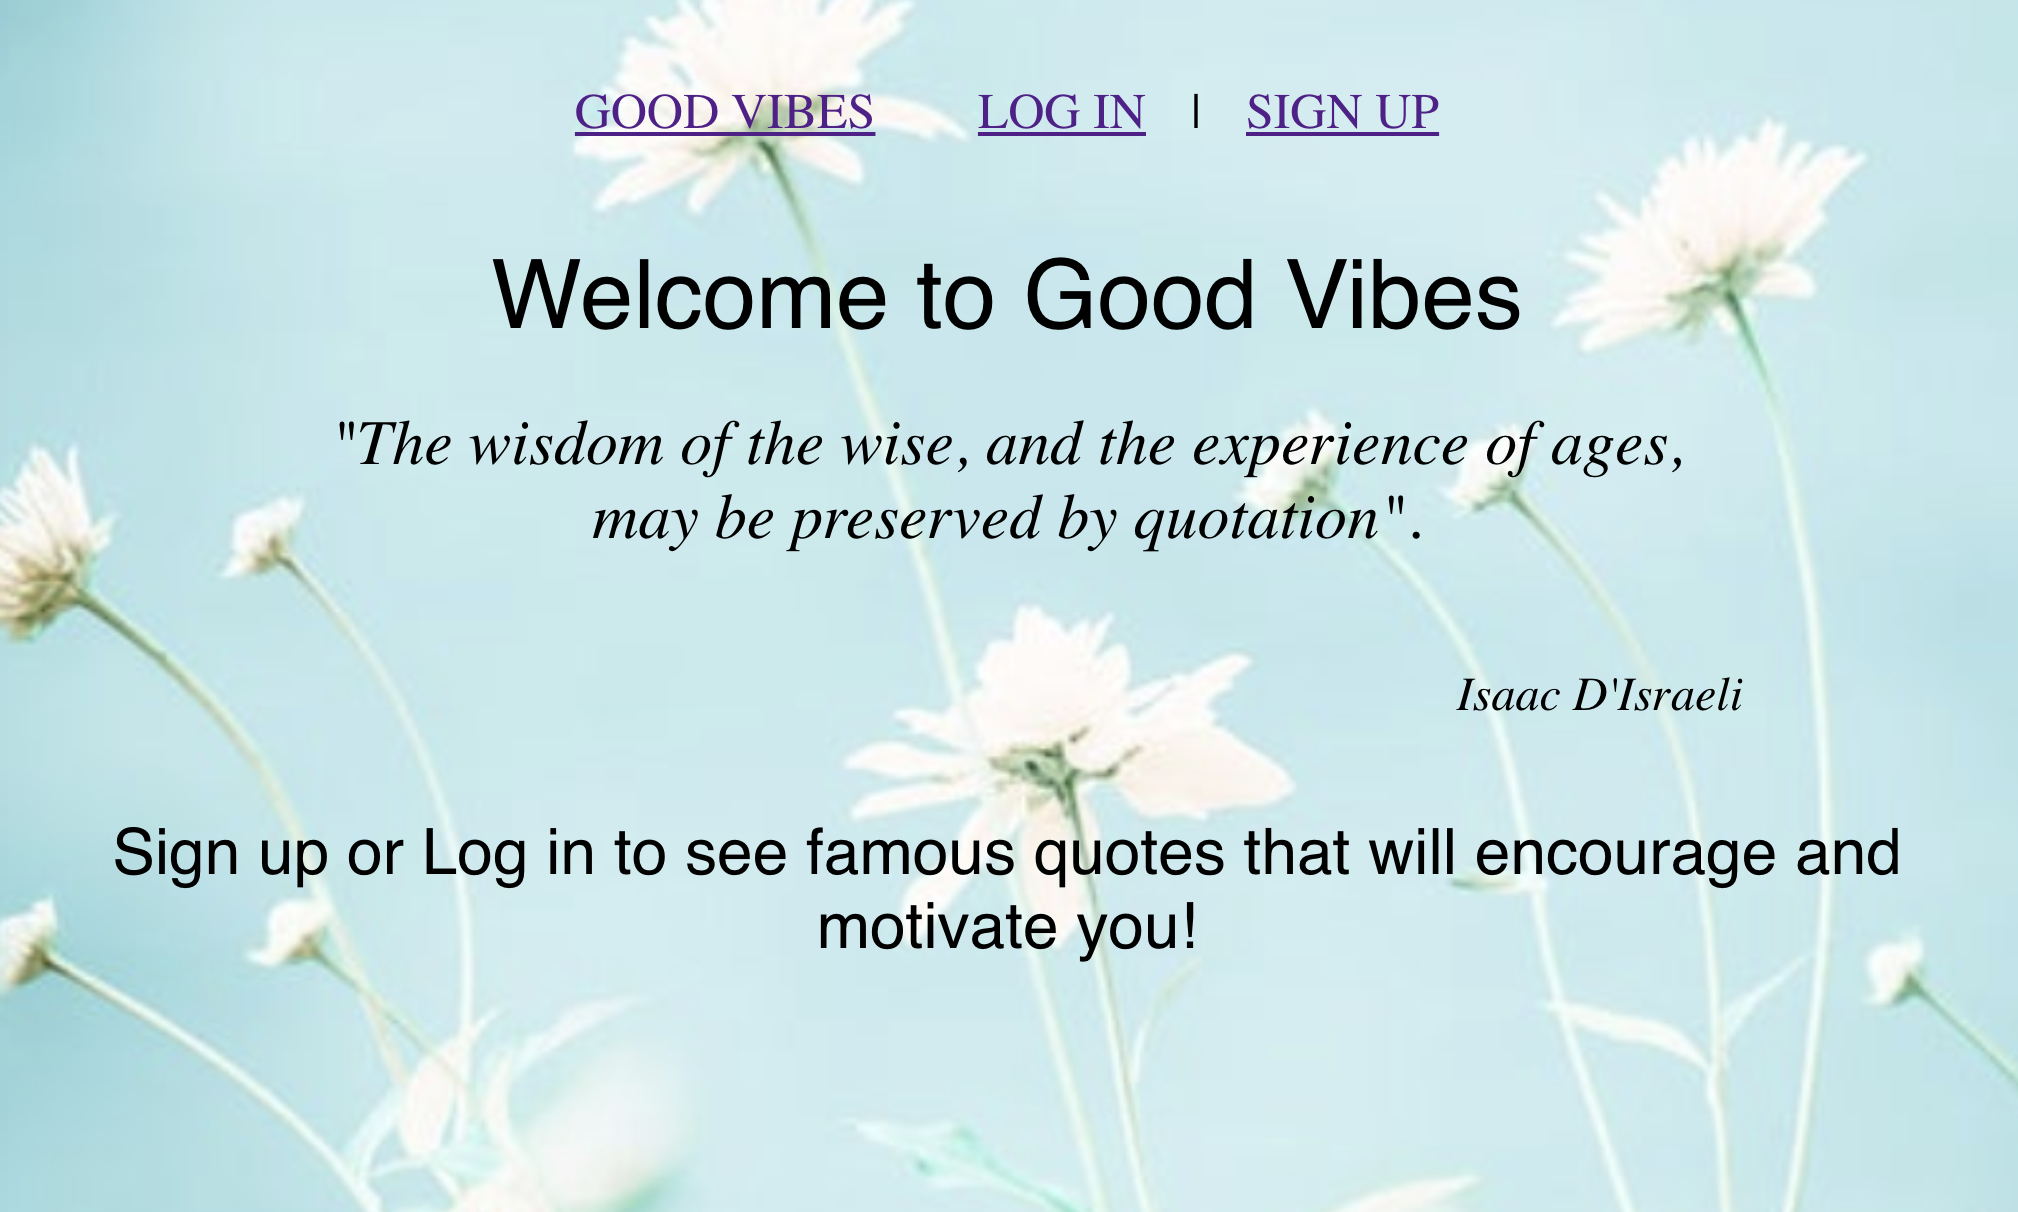 GOOD VIBES LOG IN | SIGN UP
Welcome to Good Vibes
"The wisdom of the wise, and the experience of ages,
may be preserved by quotation".
Isaac D'Israeli
Sign up or Log in to see famous quotes that will encourage and
motivate you!